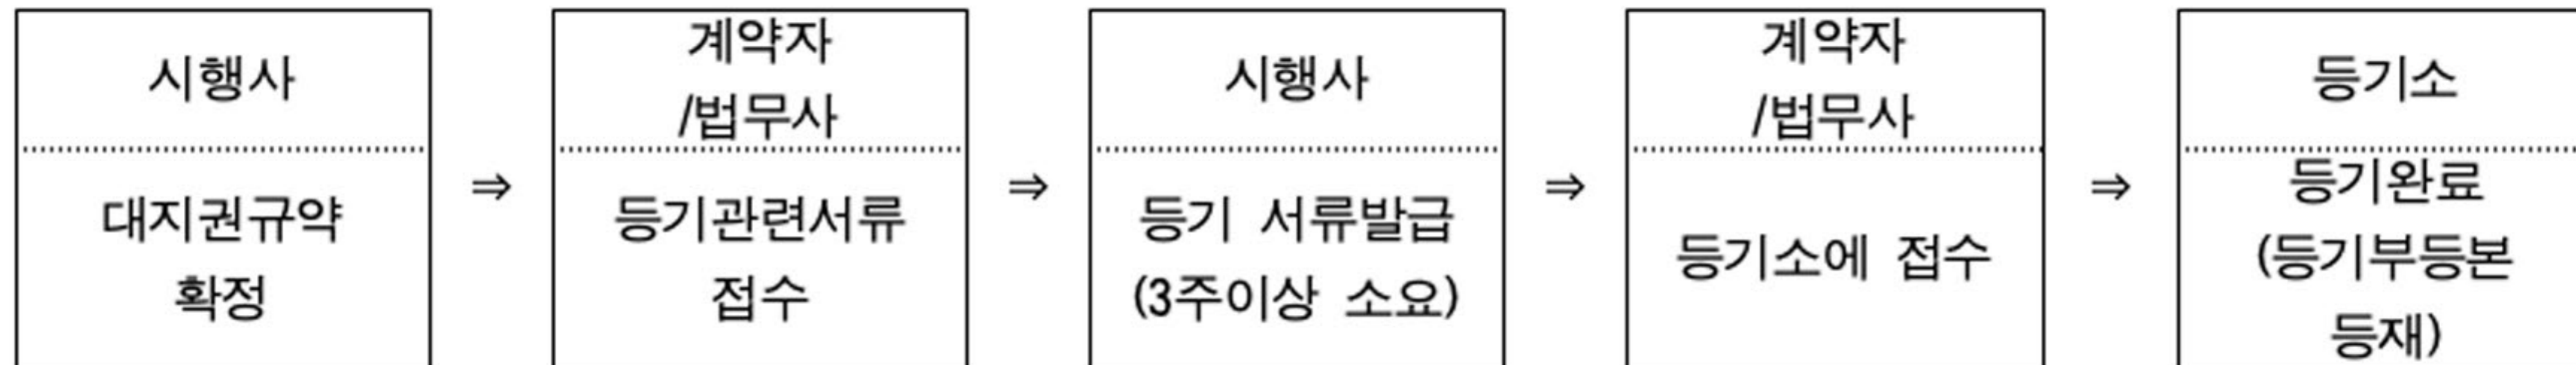 시행사
대지권규약
확정
⇒
계약자
/법무사
등기관련서류
접수
⇒
시행사
등기 서류발급
(3주이상 소요)
⇒
계약자
/법무사
등기소에 접수
⇒
등기소
등기완료
(등기부등본
등재)